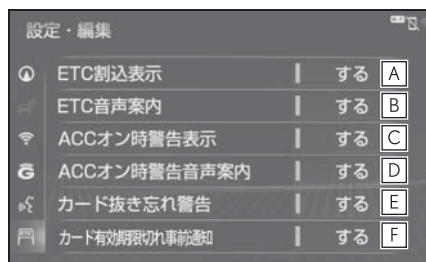 設定・編集
ETC割込表示 する A
ETC音声案内 する B
ACCオン時警告表示 する C
ACCオン時警告音声案内 する D
カード抜き忘れ警告 する E
カード有効期限切れ事前通知 する F